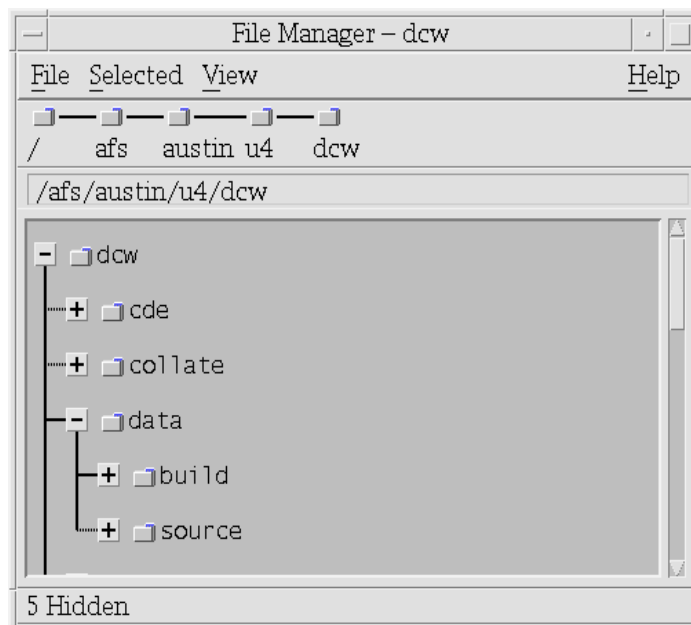 File Manager – dcw
File Selected View Help
/ afs austin u4 dcw
/afs/austin/u4/dcw
dcw
cde
collate
data
build
source
5 Hidden